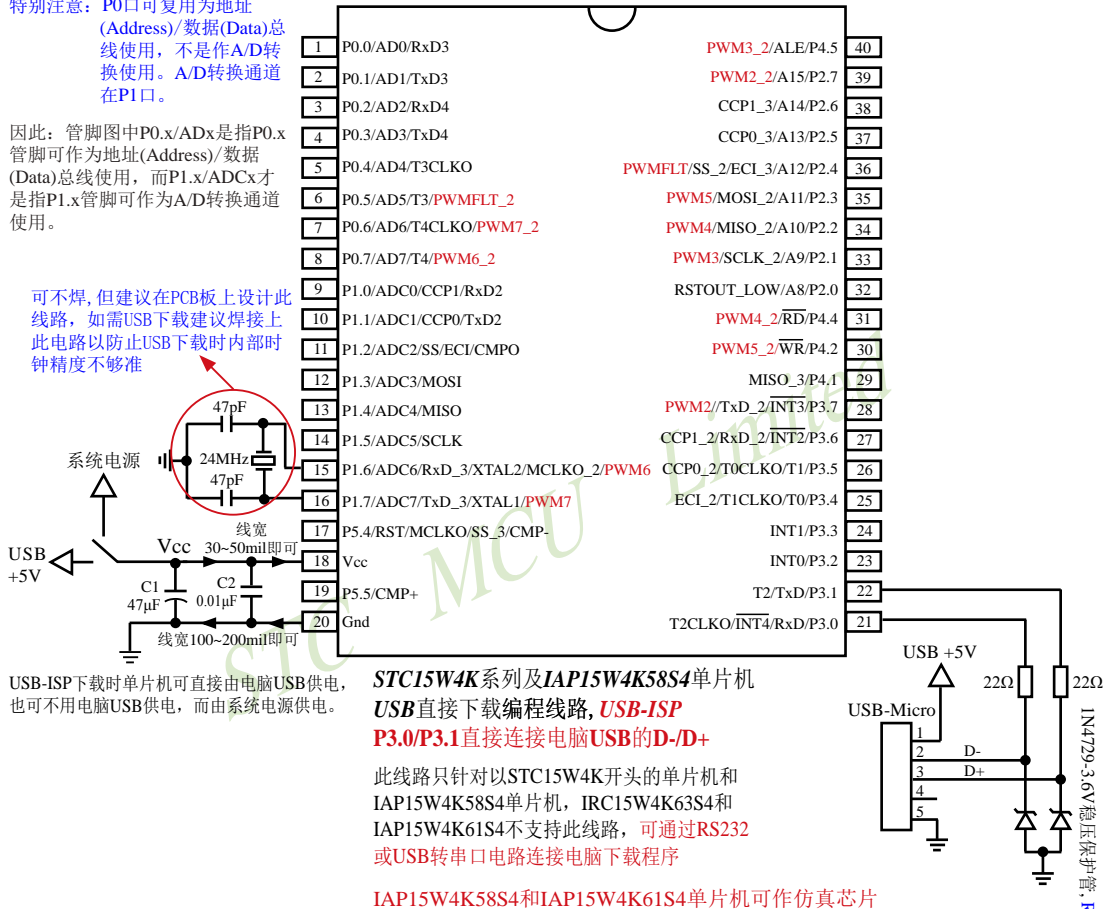 特别注意：P0口可复用为地址
(Address)/数据(Data)总
线使用，不是作A/D转
换使用。A/D转换通道
在P1口。
因此：管脚图中P0.x/ADx是指P0.x
管脚可作为地址(Address)/数据
(Data)总线使用，而P1.x/ADCx才
是指P1.x管脚可作为A/D转换通道
使用。
可不焊,但建议在PCB板上设计此
线路，如需USB下载建议焊接上
此电路以防止USB下载时内部时
钟精度不够准
47pF
24MHz
47pF
系统电源
USB
+5V
Vcc
线宽
30~50mil即可
C1
47μF
C2
0.01μF
线宽100~200mil即可
USB-ISP下载时单片机可直接由电脑USB供电，
也可不用电脑USB供电，而由系统电源供电。
1 P0.0/AD0/RxD3
2 P0.1/AD1/TxD3
3 P0.2/AD2/RxD4
4 P0.3/AD3/TxD4
5 P0.4/AD4/T3CLKO
6 P0.5/AD5/T3/PWMFLT_2
7 P0.6/AD6/T4CLKO/PWM7_2
8 P0.7/AD7/T4/PWM6_2
9 P1.0/ADC0/CCP1/RxD2
10 P1.1/ADC1/CCP0/TxD2
11 P1.2/ADC2/SS/ECI/CMPO
12 P1.3/ADC3/MOSI
13 P1.4/ADC4/MISO
14 P1.5/ADC5/SCLK
15 P1.6/ADC6/RxD_3/XTAL2/MCLKO_2/PWM6
16 P1.7/ADC7/TxD_3/XTAL1/PWM7
17 P5.4/RST/MCLKO/SS_3/CMP-
18 Vcc
19 P5.5/CMP+
20 Gnd
PWM3_2/ALE/P4.5 40
PWM2_2/A15/P2.7 39
CCP1_3/A14/P2.6 38
CCP0_3/A13/P2.5 37
PWMFLT/SS_2/ECI_3/A12/P2.4 36
PWM5/MOSI_2/A11/P2.3 35
PWM4/MISO_2/A10/P2.2 34
PWM3/SCLK_2/A9/P2.1 33
RSTOUT_LOW/A8/P2.0 32
PWM4_2/RD/P4.4 31
PWM5_2/WR/P4.2 30
MISO_3/P4.1 29
PWM2//TxD_2/INT3/P3.7 28
CCP1_2/RxD_2/INT2/P3.6 27
CCP0_2/T0CLKO/T1/P3.5 26
ECI_2/T1CLKO/T0/P3.4 25
INT1/P3.3 24
INT0/P3.2 23
T2/TxD/P3.1 22
T2CLKO/INT4/RxD/P3.0 21
STC MCU Limited
STC15W4K系列及IAP15W4K58S4单片机
USB直接下载编程线路, USB-ISP
P3.0/P3.1直接连接电脑USB的D-/D+
此线路只针对以STC15W4K开头的单片机和
IAP15W4K58S4单片机，IRC15W4K63S4和
IAP15W4K61S4不支持此线路，可通过RS232
或USB转串口电路连接电脑下载程序
IAP15W4K58S4和IAP15W4K61S4单片机可作仿真芯片
USB +5V
22Ω
22Ω
USB-Micro
1
2 D-
3 D+
4
5
1N4729-3.6V稳压保护管,